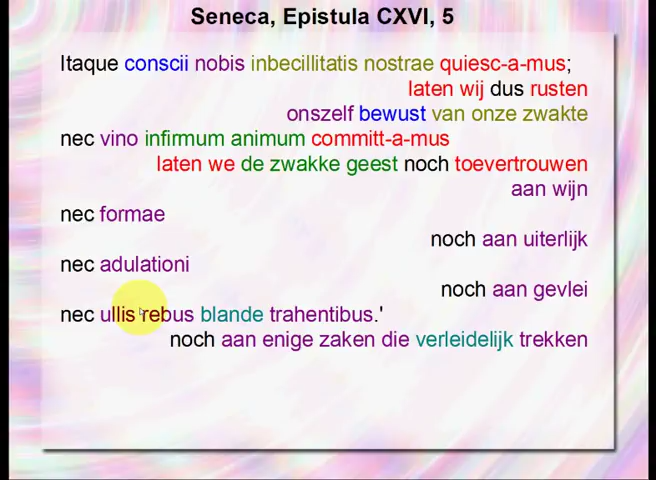 Seneca, Epistula CXVI, 5
Itaque conscii nobis inbecillitatis nostrae quiesc-a-mus;
laten wij dus rusten
onszelf bewust van onze zwakte
nec vino infirmum animum committ-a-mus
laten we de zwakke geest noch toevertrouwen
aan wijn
nec formae
noch aan uiterlijk
nec adulationi
noch aan gevlei
nec ullis rebus blande trahentibus.'
noch aan enige zaken die verleidelijk trekken